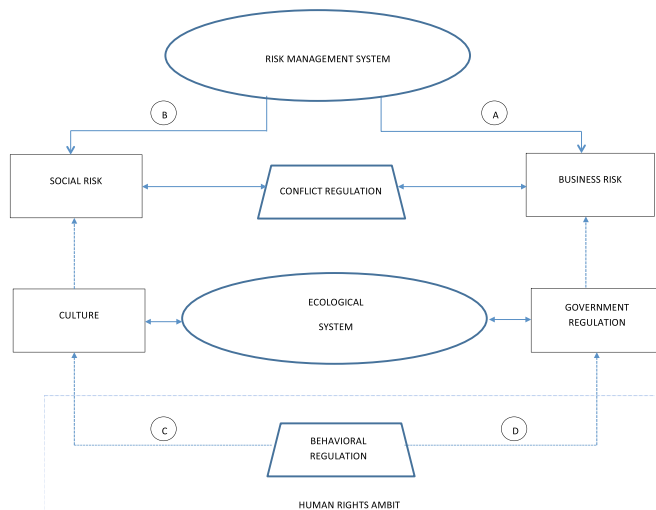 RISK MANAGEMENT SYSTEM
B
A
SOCIAL RISK
CONFLICT REGULATION
BUSINESS RISK
CULTURE
ECOLOGICAL
SYSTEM
GOVERNMENT
REGULATION
C
D
BEHAVIORAL
REGULATION
HUMAN RIGHTS AMBIT